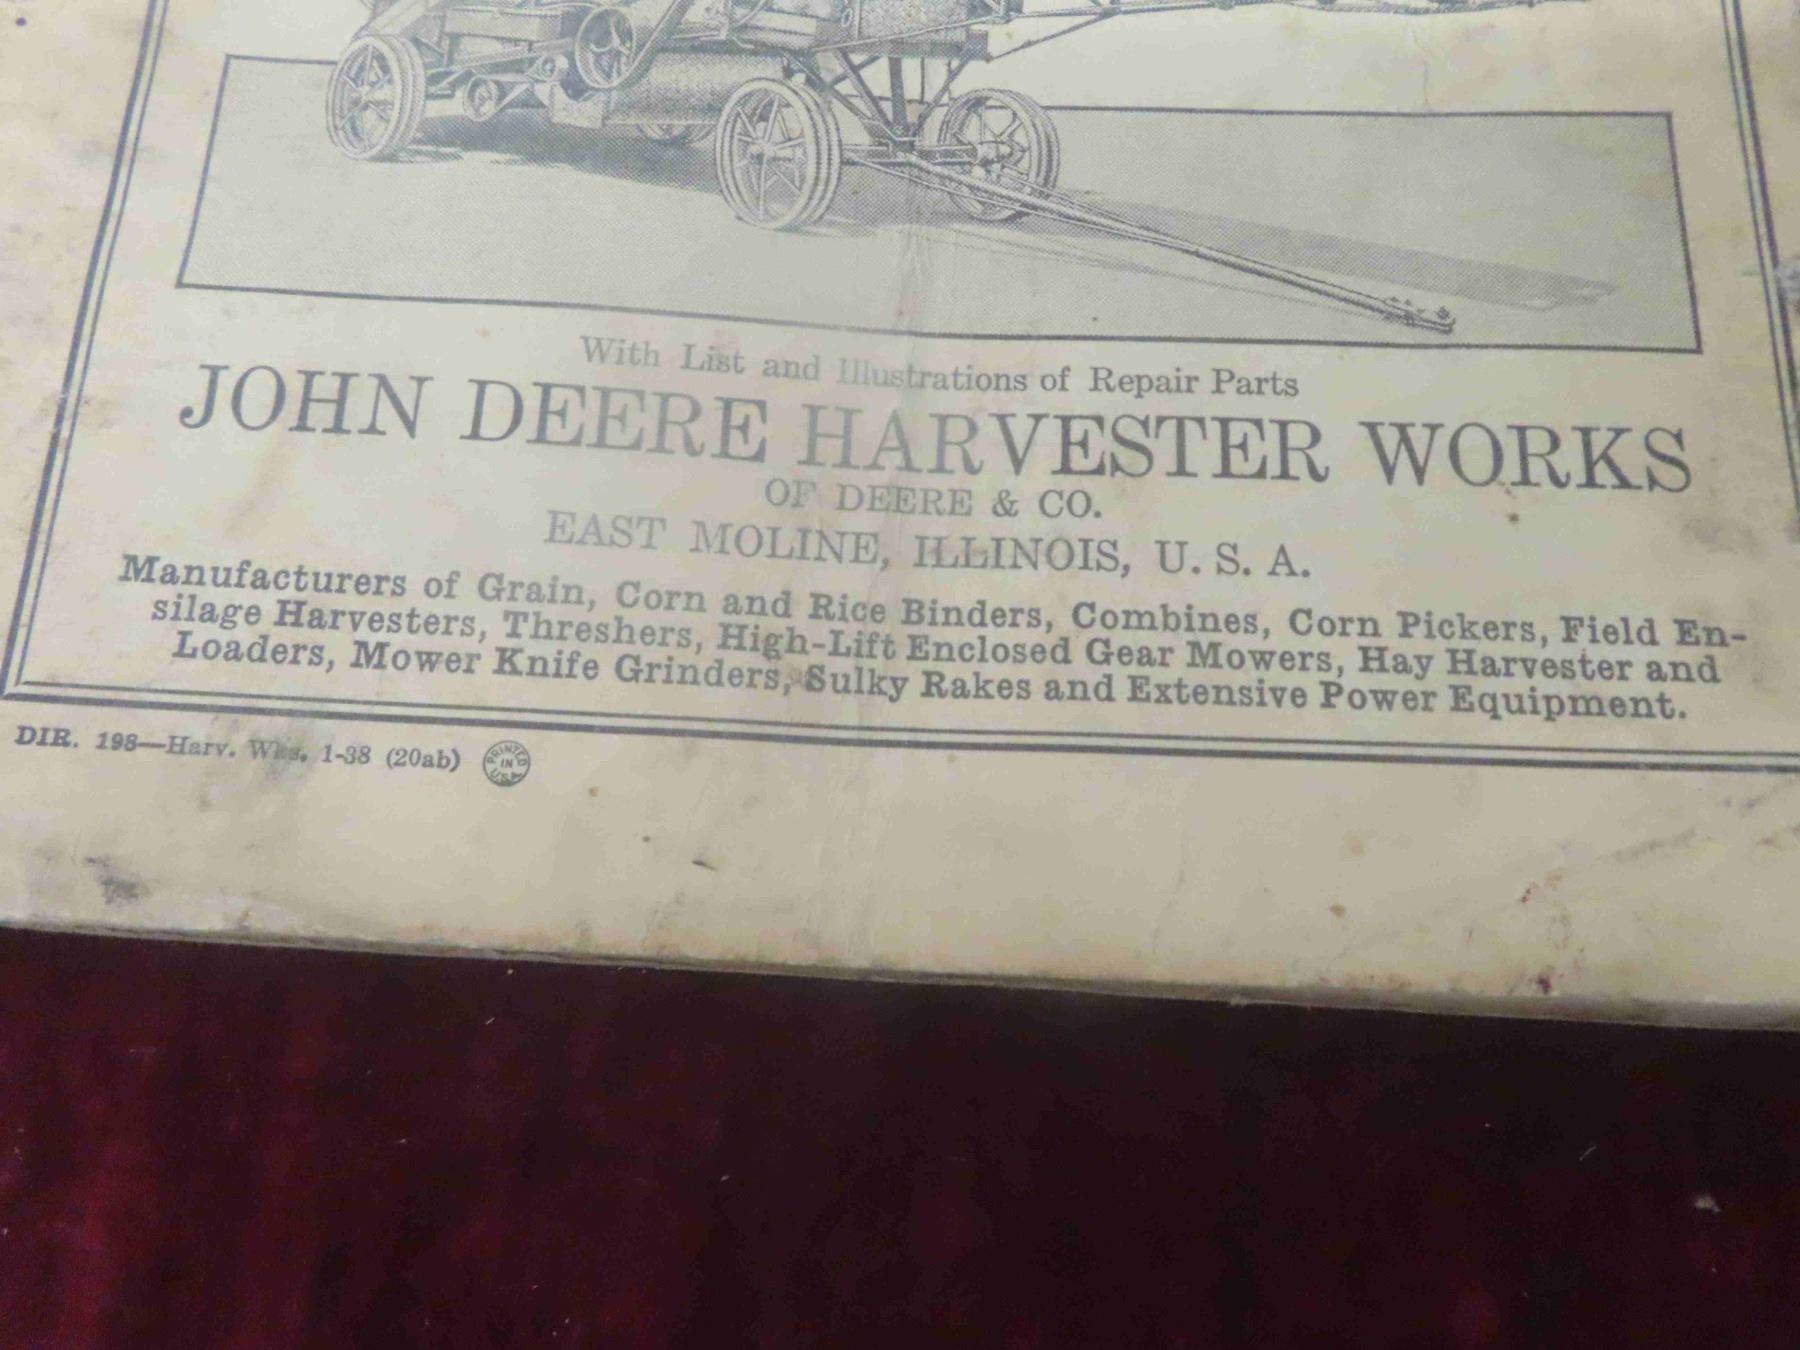 With List and Illustrations of Repair Parts
JOHN DEERE HARVESTER WORKS
OF DEERE & CO.
EAST MOLINE, ILLINOIS, U. S. A.
Manufacturers of Grain, Corn and Rice Binders, Combines, Corn Pickers, Field En-
silage Harvesters, Threshers, High-Lift Enclosed Gear Mowers, Hay Harvester and
Loaders, Mower Knife Grinders, Sulky Rakes and Extensive Power Equipment.
DIR. 198—Harv. Wks. 1-38 (20ab)
PRINTED
IN
U.S.A